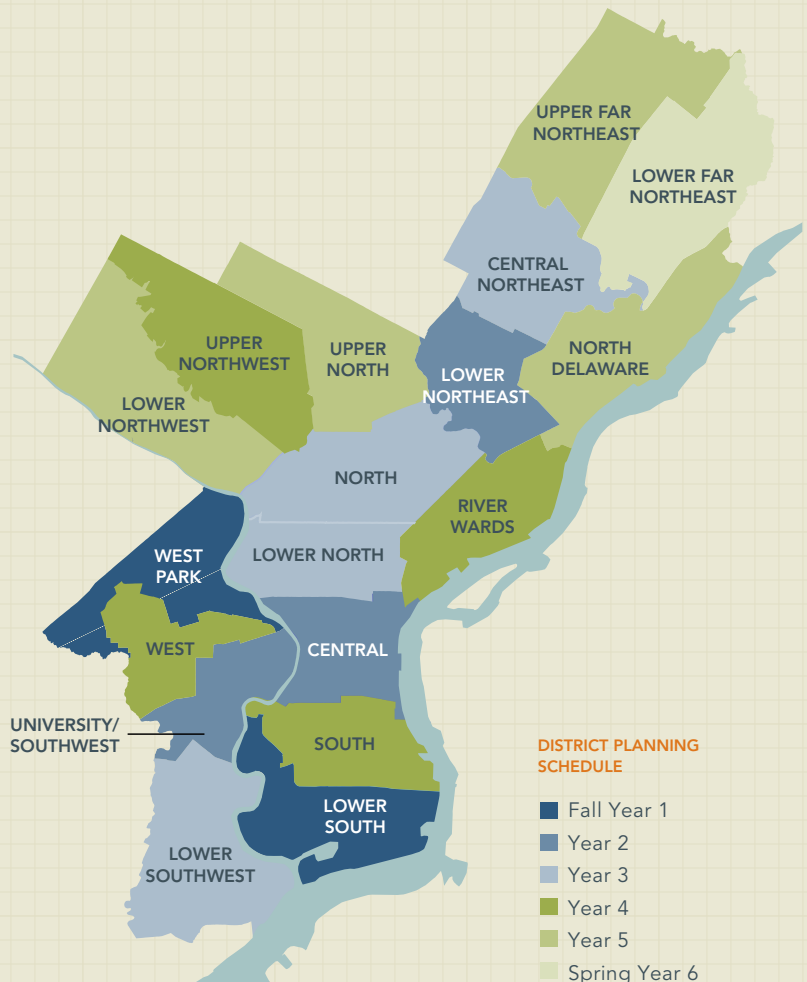 UPPER FAR
NORTHEAST
LOWER FAR
NORTHEAST
CENTRAL
NORTHEAST
UPPER
NORTHWEST
UPPER
NORTH
LOWER
NORTHEAST
NORTH
DELAWARE
LOWER
NORTHWEST
NORTH
RIVER
WARDS
WEST
PARK
LOWER NORTH
WEST
CENTRAL
UNIVERSITY/
SOUTHWEST
SOUTH
LOWER
SOUTH
LOWER
SOUTHWEST
DISTRICT PLANNING
SCHEDULE
Fall Year 1
Year 2
Year 3
Year 4
Year 5
Spring Year 6